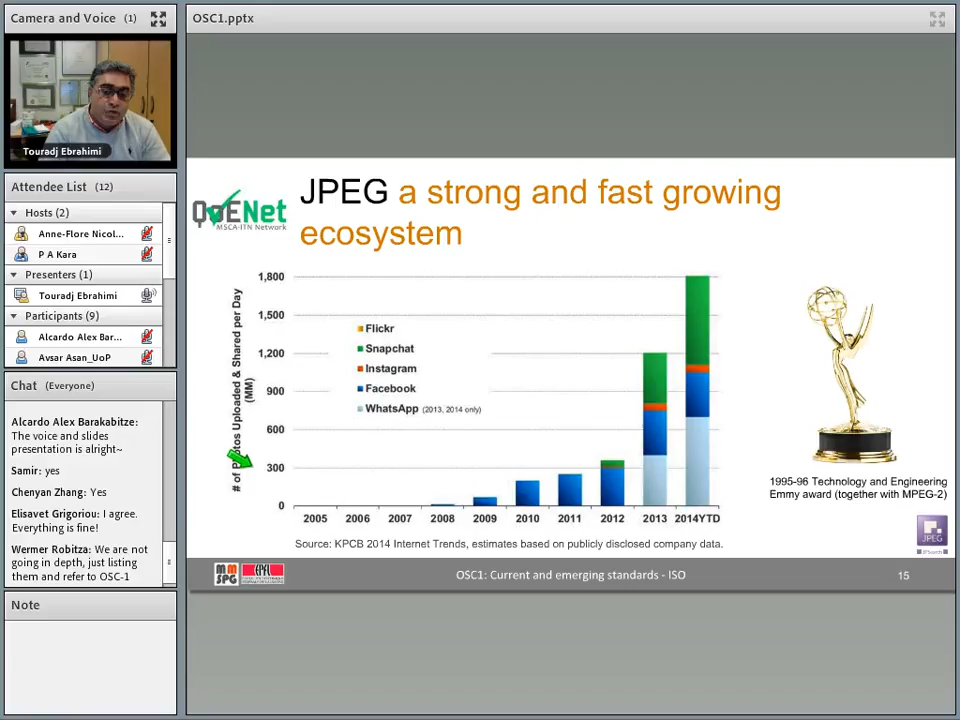 Camera and Voice (1)
Touradj Ebrahimi
Attendee List (12)
Hosts (2)
Anne-Flore Nicol...
P A Kara
Presenters (1)
Touradj Ebrahimi
Participants (9)
Alcardo Alex Bar...
Avsar Asan_UoP
Chat (Everyone)
Alcardo Alex Barakabitze:
The voice and slides
presentation is alright~
Samir: yes
Chenyan Zhang: Yes
Elisavet Grigoriou: I agree.
Everything is fine!
Wermer Robitza: We are not
going in depth, just listing
them and refer to OSC-1
Note
OSC1.pptx
QoENet
MSCA-ITN Network
JPEG a strong and fast growing
ecosystem
# of Photos Uploaded & Shared per Day
(MM)
1,800
1,500
1,200
900
600
300
0
Flickr
Snapchat
Instagram
Facebook
WhatsApp (2013, 2014 only)
2005 2006 2007 2008 2009 2010 2011 2012 2013 2014YTD
Source: KPCB 2014 Internet Trends, estimates based on publicly disclosed company data.
1995-96 Technology and Engineering
Emmy award (together with MPEG-2)
JPEG
MMSPG
EPFL
OSC1: Current and emerging standards - ISO
15